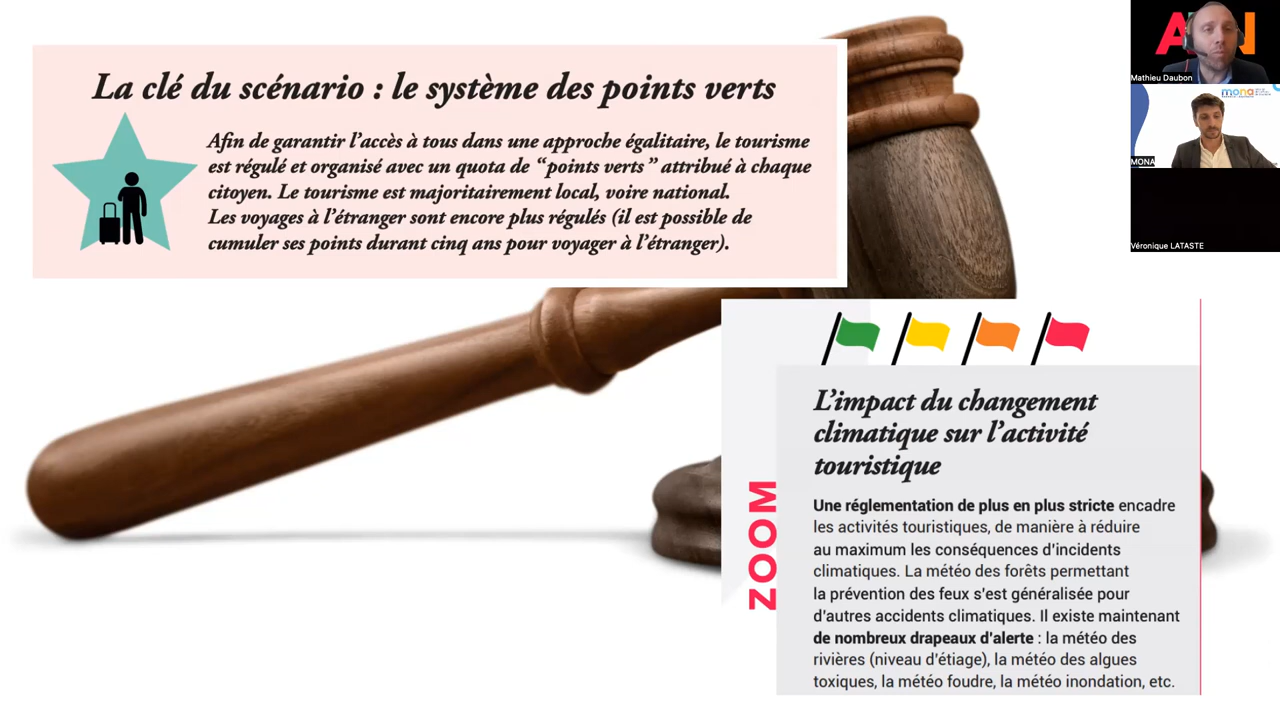 La clé du scénario : le système des points verts
Afin de garantir l'accès à tous dans une approche égalitaire, le tourisme
est régulé et organisé avec un quota de “points verts” attribué à chaque
citoyen. Le tourisme est majoritairement local, voire national.
Les voyages à l'étranger sont encore plus régulés (il est possible de
cumuler ses points durant cinq ans pour voyager à l'étranger).
ZOOM
L'impact du changement
climatique sur l'activité
touristique
Une réglementation de plus en plus stricte encadre
les activités touristiques, de manière à réduire
au maximum les conséquences d'incidents
climatiques. La météo des forêts permettant
la prévention des feux s'est généralisée pour
d'autres accidents climatiques. Il existe maintenant
de nombreux drapeaux d'alerte : la météo des
rivières (niveau d'étiage), la météo des algues
toxiques, la météo foudre, la météo inondation, etc.
Mathieu Daubon
mona
MONA
Véronique LATASTE